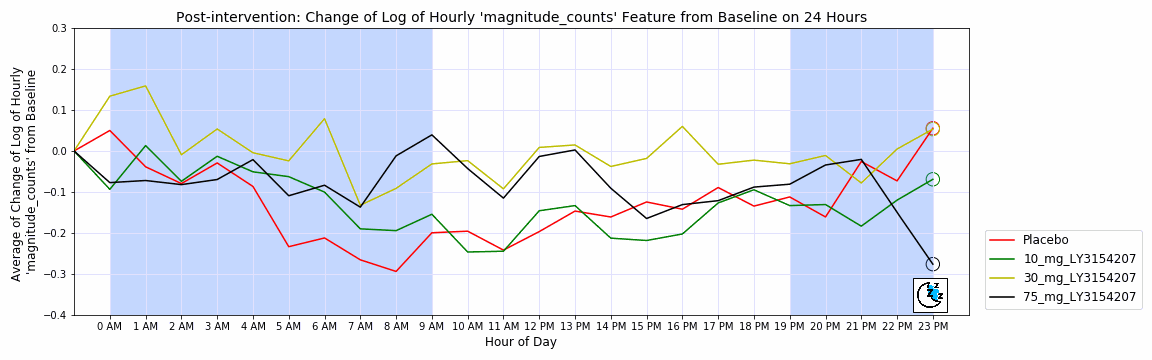 Post-intervention: Change of Log of Hourly 'magnitude_counts' Feature from Baseline on 24 Hours
Average of Change of Log of Hourly
'magnitude_counts' from Baseline
0.3
0.2
0.1
0.0
−0.1
−0.2
−0.3
−0.4
0 AM 1 AM 2 AM 3 AM 4 AM 5 AM 6 AM 7 AM 8 AM 9 AM 10 AM 11 AM 12 PM 13 PM 14 PM 15 PM 16 PM 17 PM 18 PM 19 PM 20 PM 21 PM 22 PM 23 PM
Hour of Day
Placebo
10_mg_LY3154207
30_mg_LY3154207
75_mg_LY3154207
z z z